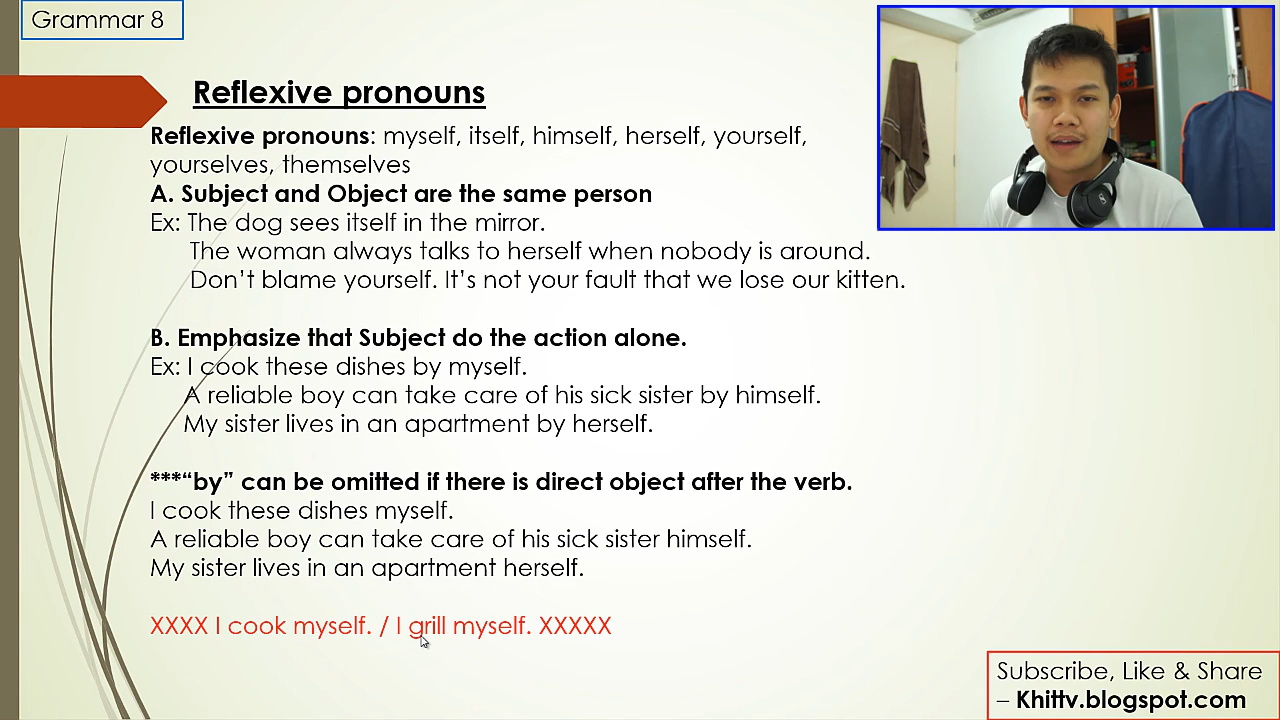 Grammar 8
Reflexive pronouns
Reflexive pronouns: myself, itself, himself, herself, yourself,
yourselves, themselves
A. Subject and Object are the same person
Ex: The dog sees itself in the mirror.
The woman always talks to herself when nobody is around.
Don’t blame yourself. It’s not your fault that we lose our kitten.
B. Emphasize that Subject do the action alone.
Ex: I cook these dishes by myself.
A reliable boy can take care of his sick sister by himself.
My sister lives in an apartment by herself.
***“by” can be omitted if there is direct object after the verb.
I cook these dishes myself.
A reliable boy can take care of his sick sister himself.
My sister lives in an apartment herself.
XXXX I cook myself. / I grill myself. XXXXX
Subscribe, Like & Share
– Khittv.blogspot.com